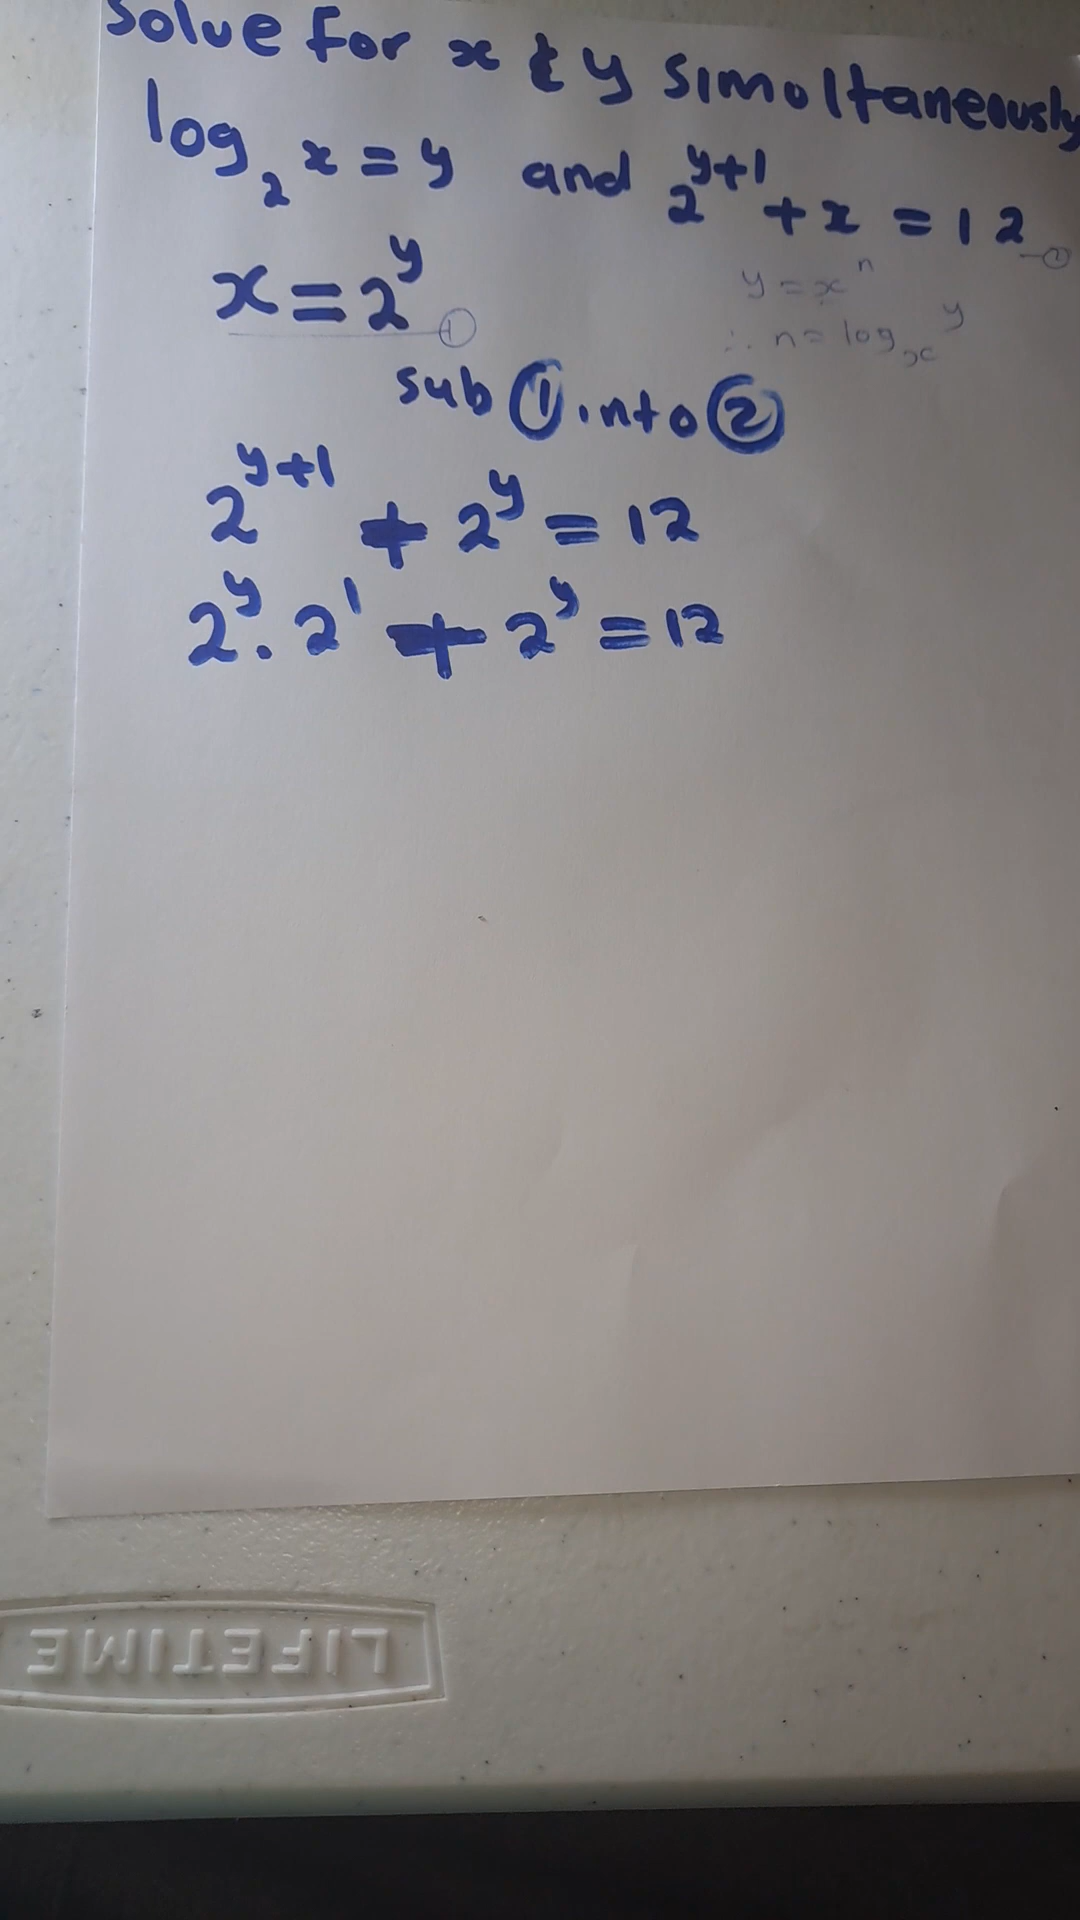 Solve for x & y simoltaneously
log₂ x = y and 2^(y+1) + x = 12 —②
x = 2^y ①
y = x^n
∴ n = log_x y
sub ① into ②
2^(y+1) + 2^y = 12
2^y . 2^1 + 2^y = 12
LIFETIME